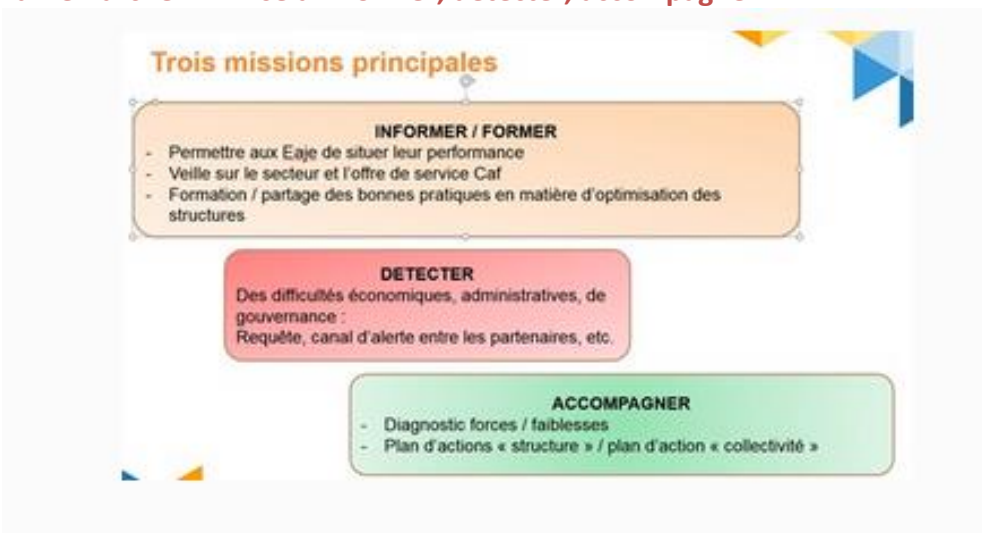 Trois missions principales
INFORMER / FORMER
- Permettre aux Eaje de situer leur performance
- Veille sur le secteur et l'offre de service Caf
- Formation / partage des bonnes pratiques en matière d'optimisation des
structures
DETECTER
Des difficultés économiques, administratives, de
gouvernance :
Requête, canal d'alerte entre les partenaires, etc.
ACCOMPAGNER
- Diagnostic forces / faiblesses
- Plan d'actions « structure » / plan d'action « collectivité »